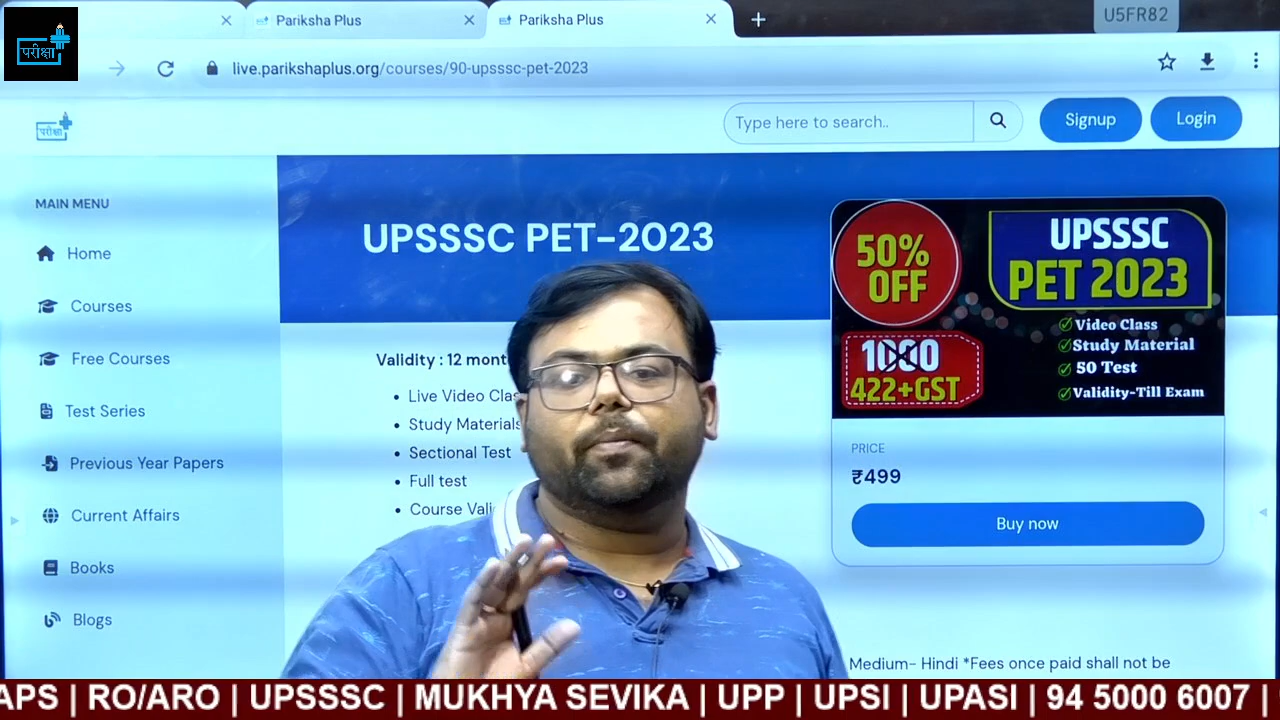 परीक्षा
Pariksha Plus
Pariksha Plus
U5FR82
live.parikshaplus.org/courses/90-upsssc-pet-2023
परीक्षा
Type here to search..
Signup
Login
MAIN MENU
Home
Courses
Free Courses
Test Series
Previous Year Papers
Current Affairs
Books
Blogs
UPSSSC PET-2023
Validity : 12 mont
Live Video Clas
Study Materials
Sectional Test
Full test
Course Vali
50%
OFF
UPSSSC
PET 2023
1000
422+GST
Video Class
Study Material
50 Test
Validity-Till Exam
PRICE
₹499
Buy now
Medium- Hindi *Fees once paid shall not be
APS | RO/ARO | UPSSSC | MUKHYA SEVIKA | UPP | UPSI | UPASI | 94 5000 6007 |